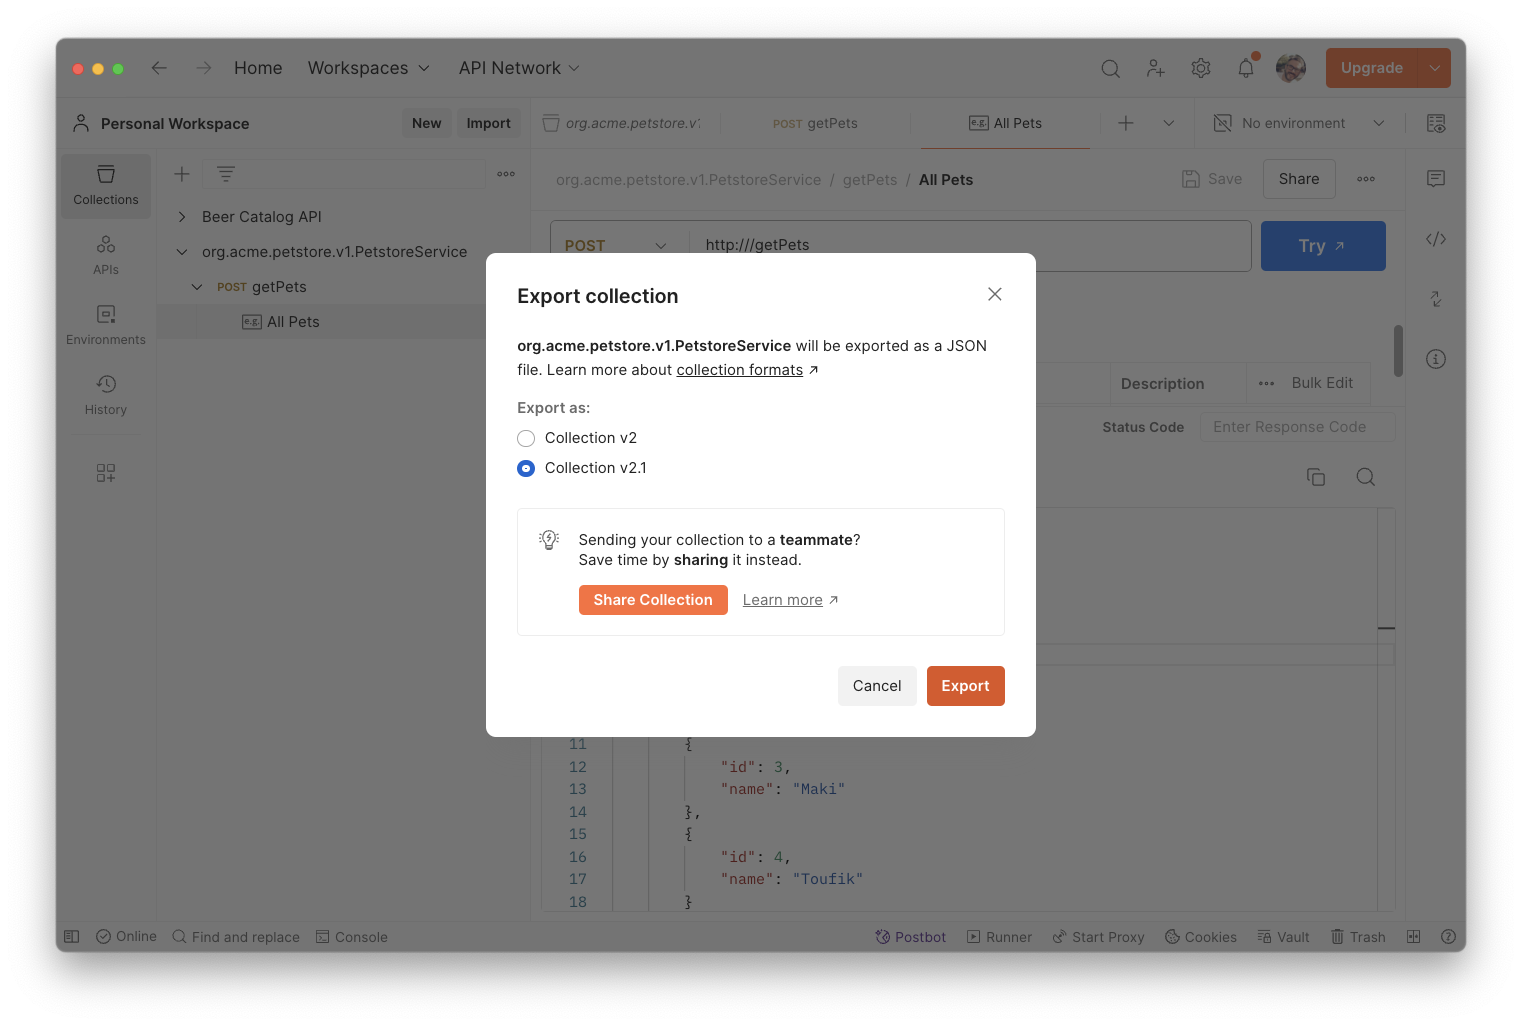 Home Workspaces API Network Upgrade
Personal Workspace New Import org.acme.petstore.v1 POST getPets e.g. All Pets No environment
Collections
APIs
Environments
History
Beer Catalog API
org.acme.petstore.v1.PetstoreService
POST getPets
e.g. All Pets
org.acme.petstore.v1.PetstoreService / getPets / All Pets Save Share
POST http:///getPets Try
Description Bulk Edit
Status Code Enter Response Code
Export collection
org.acme.petstore.v1.PetstoreService will be exported as a JSON
file. Learn more about collection formats
Export as:
Collection v2
Collection v2.1
Sending your collection to a teammate?
Save time by sharing it instead.
Share Collection Learn more
Cancel Export
11 {
12 "id": 3,
13 "name": "Maki"
14 },
15 {
16 "id": 4,
17 "name": "Toufik"
18 }
Online Find and replace Console Postbot Runner Start Proxy Cookies Vault Trash